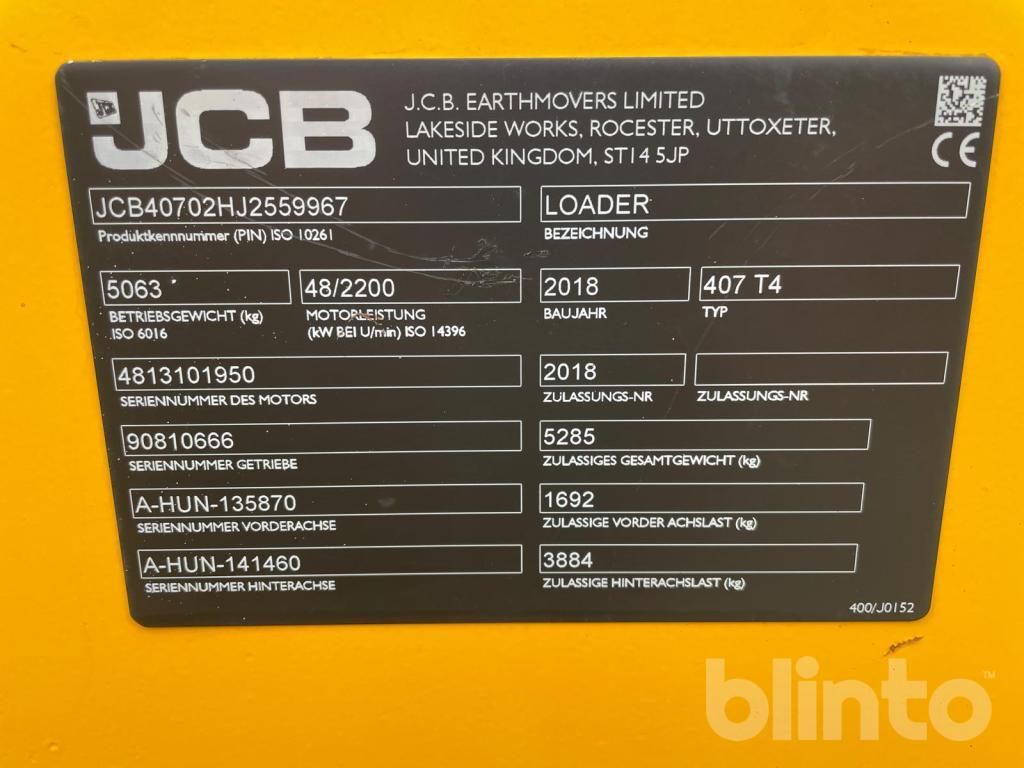 JCB
J.C.B. EARTHMOVERS LIMITED
LAKESIDE WORKS, ROCESTER, UTTOXETER,
UNITED KINGDOM, ST14 5JP
CE
JCB40702HJ2559967
Produktkennnummer (PIN) ISO 10261
LOADER
BEZEICHNUNG
5063
BETRIEBSGEWICHT (kg)
ISO 6016
48/2200
MOTORLEISTUNG
(kW BEI U/min) ISO 14396
2018
BAUJAHR
407 T4
TYP
4813101950
SERIENNUMMER DES MOTORS
2018
ZULASSUNGS-NR
ZULASSUNGS-NR
90810666
SERIENNUMMER GETRIEBE
5285
ZULASSIGES GESAMTGEWICHT (kg)
A-HUN-135870
SERIENNUMMER VORDERACHSE
1692
ZULASSIGE VORDER ACHSLAST (kg)
A-HUN-141460
SERIENNUMMER HINTERACHSE
3884
ZULASSIGE HINTERACHSLAST (kg)
400/J0152
blinto™